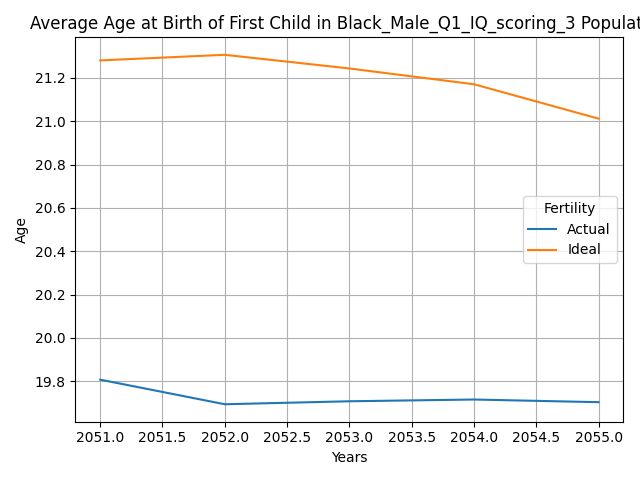 Average Age at Birth of First Child in Black_Male_Q1_IQ_scoring_3 Populat
21.2
21.0
20.8
20.6
20.4
20.2
20.0
19.8
Age
Fertility
Actual
Ideal
2051.0 2051.5 2052.0 2052.5 2053.0 2053.5 2054.0 2054.5 2055.0
Years